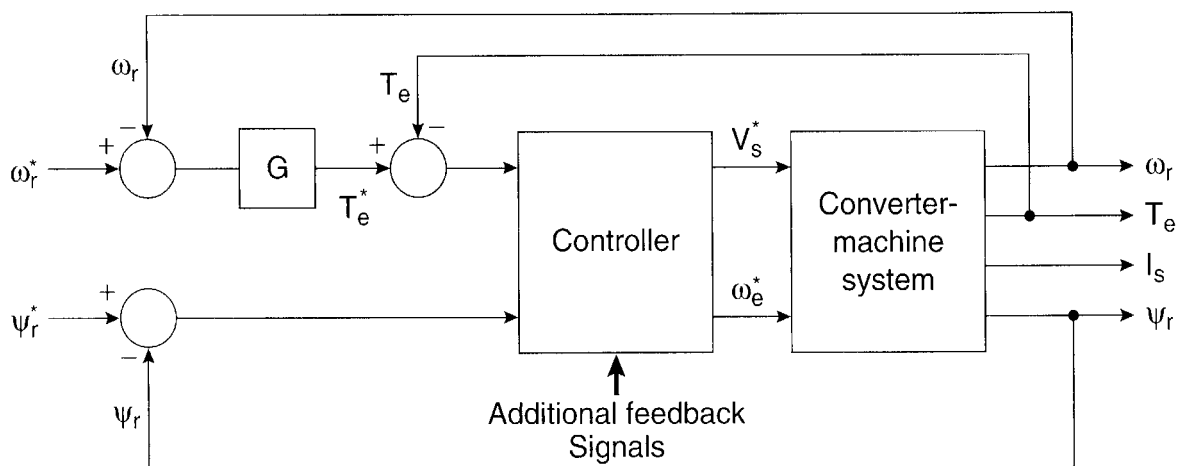 ωr
Te
−
−
+
+
ωr*
G
Te*
Vs*
ωr
Te
Controller
Converter-
machine
system
Is
+
ψr*
ωe*
ψr
−
ψr
Additional feedback
Signals